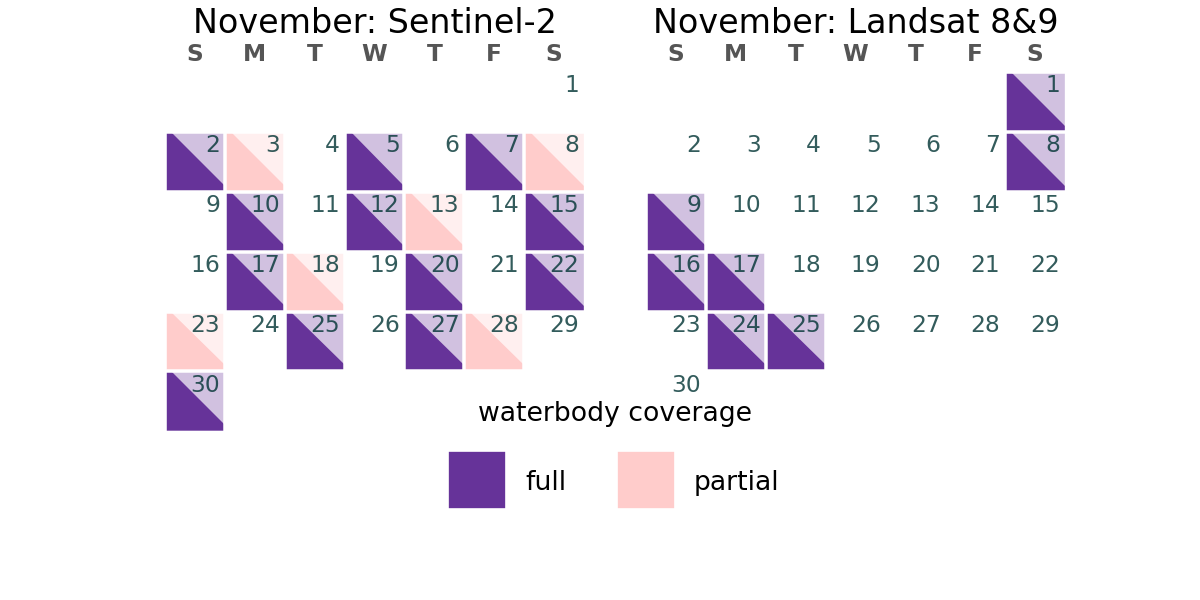 November: Sentinel-2
S M T W T F S
1
2 3 4 5 6 7 8
9 10 11 12 13 14 15
16 17 18 19 20 21 22
23 24 25 26 27 28 29
30
November: Landsat 8&9
S M T W T F S
1
2 3 4 5 6 7 8
9 10 11 12 13 14 15
16 17 18 19 20 21 22
23 24 25 26 27 28 29
30
waterbody coverage
full partial